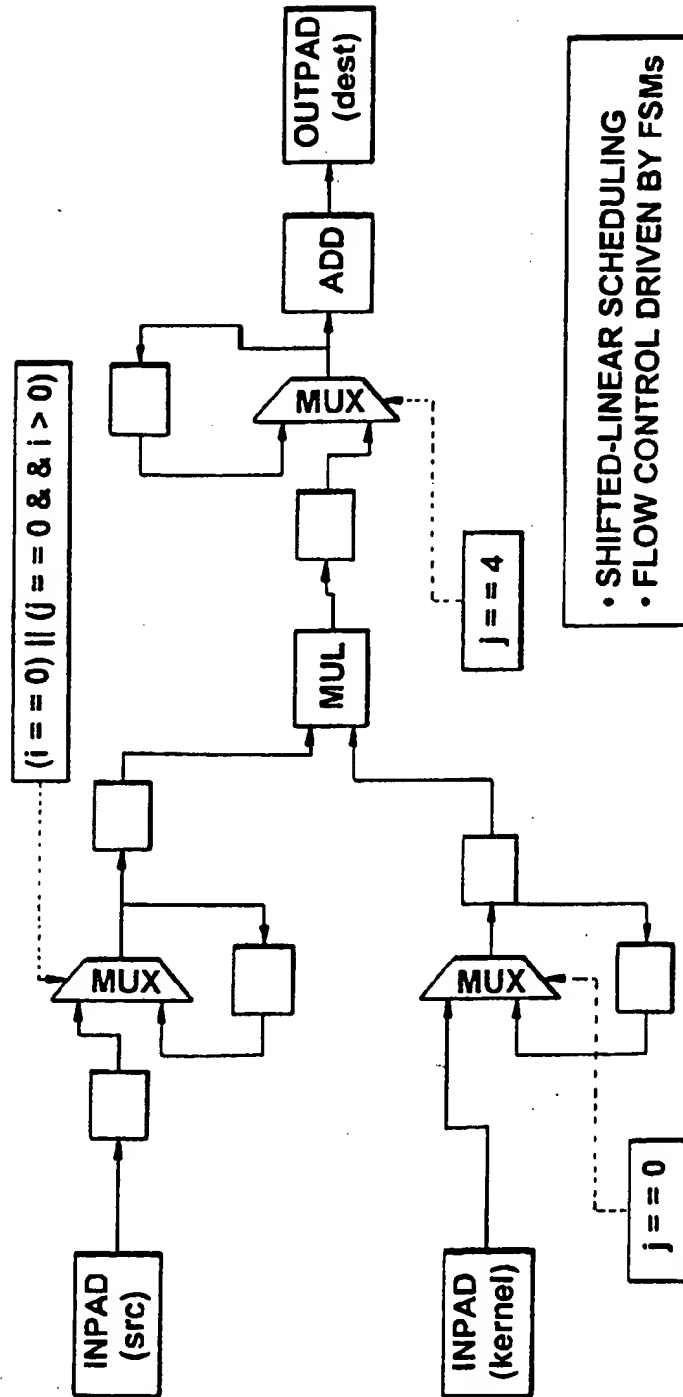 (i = = 0) || (j = = 0 & & i > 0)
INPAD
(src)
MUX
INPAD
(kernel)
MUX
j = = 0
MUL
j = = 4
MUX
ADD
OUTPAD
(dest)
• SHIFTED-LINEAR SCHEDULING
• FLOW CONTROL DRIVEN BY FSMs